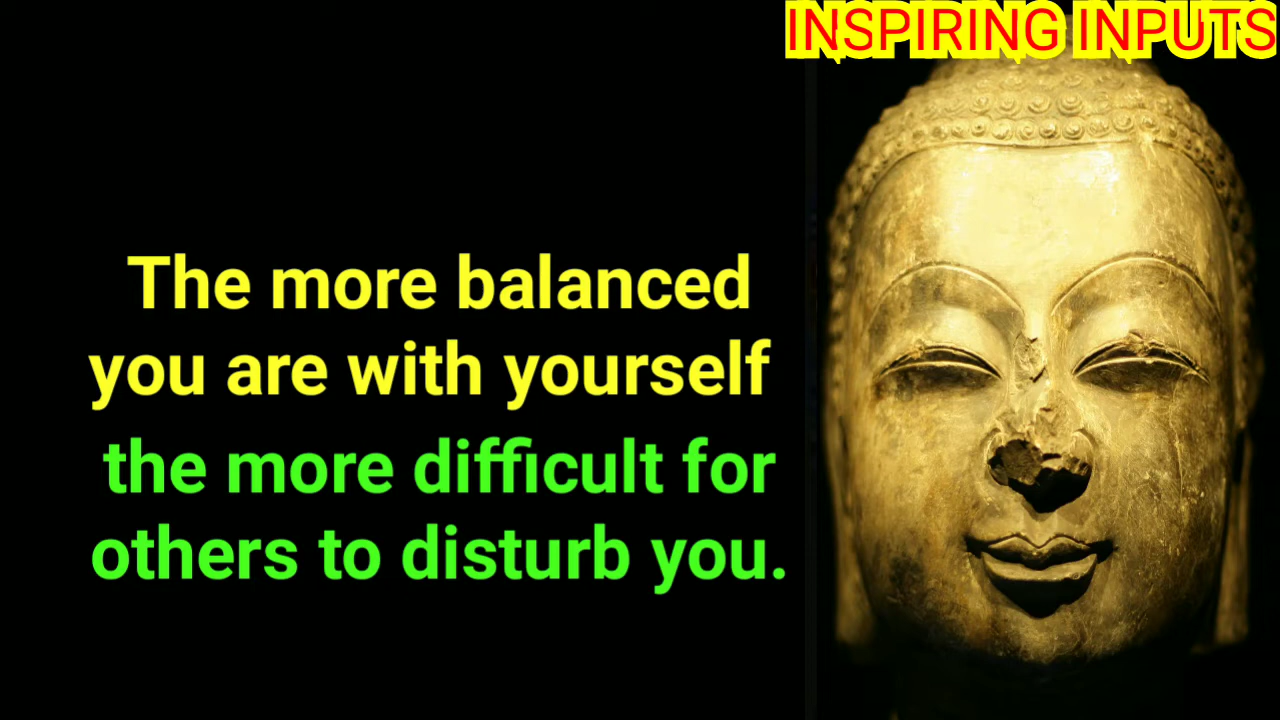 INSPIRING INPUTS
The more balanced
you are with yourself
the more difficult for
others to disturb you.